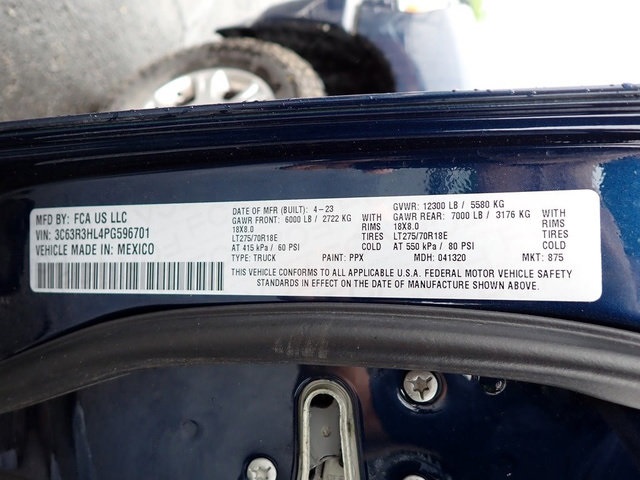 MFD BY: FCA US LLC
VIN: 3C63R3HL4PG596701
VEHICLE MADE IN: MEXICO
DATE OF MFR (BUILT): 4-23
GVWR: 12300 LB / 5580 KG
GAWR FRONT: 6000 LB / 2722 KG WITH
GAWR REAR: 7000 LB / 3176 KG WITH
18X8.0 RIMS
18X8.0 RIMS
LT275/70R18E TIRES
LT275/70R18E TIRES
AT 415 kPa / 60 PSI COLD
AT 550 kPa / 80 PSI COLD
TYPE: TRUCK PAINT: PPX MDH: 041320 MKT: 875
THIS VEHICLE CONFORMS TO ALL APPLICABLE U.S.A. FEDERAL MOTOR VEHICLE SAFETY
STANDARDS IN EFFECT ON THE DATE OF MANUFACTURE SHOWN ABOVE.